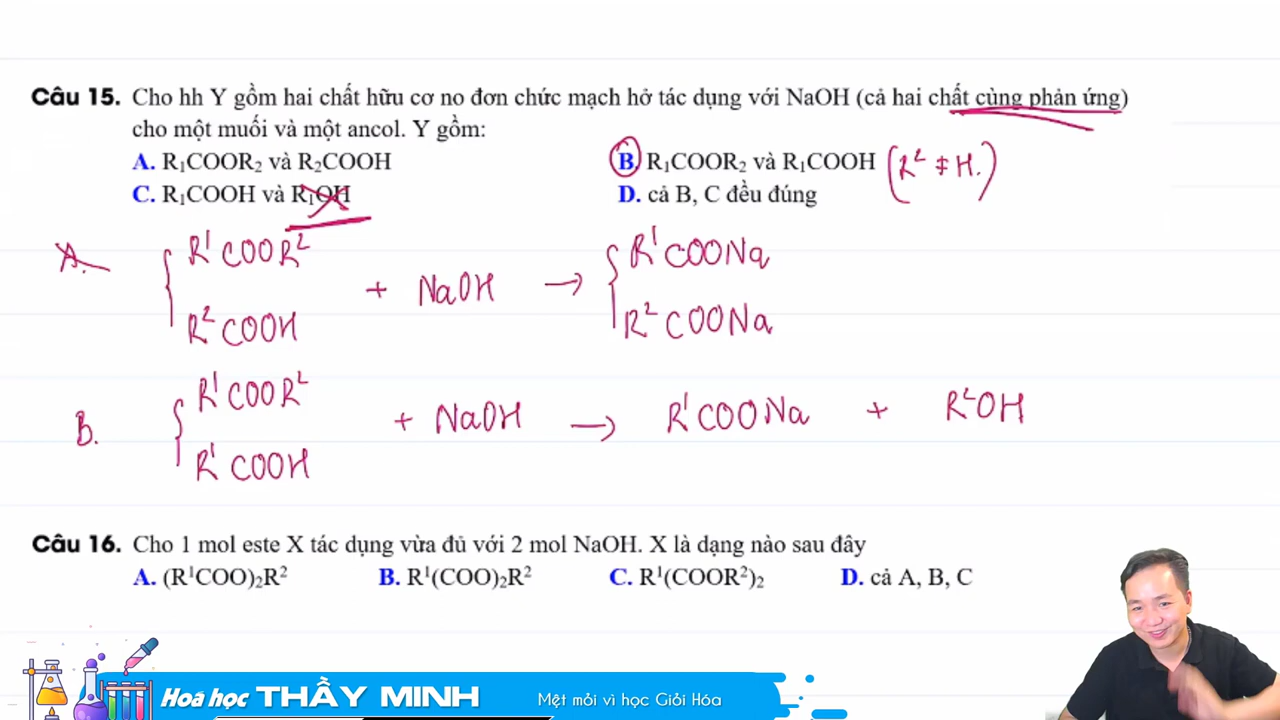 Câu 15. Cho hh Y gồm hai chất hữu cơ no đơn chức mạch hở tác dụng với NaOH (cả hai chất cùng phản ứng)
cho một muối và một ancol. Y gồm:
A. R₁COOR₂ và R₂COOH
B. R₁COOR₂ và R₁COOH (R² ≠ H.)
C. R₁COOH và R₁OH
D. cả B, C đều đúng
A. R¹COOR² + NaOH → R¹COONa
R²COOH R²COONa
B. R¹COOR² + NaOH → R¹COONa + R²OH
R¹COOH
Câu 16. Cho 1 mol este X tác dụng vừa đủ với 2 mol NaOH. X là dạng nào sau đây
A. (R¹COO)₂R² B. R¹(COO)₂R² C. R¹(COOR²)₂ D. cả A, B, C
Hoá học THẦY MINH Mệt mỏi vì học Giỏi Hóa